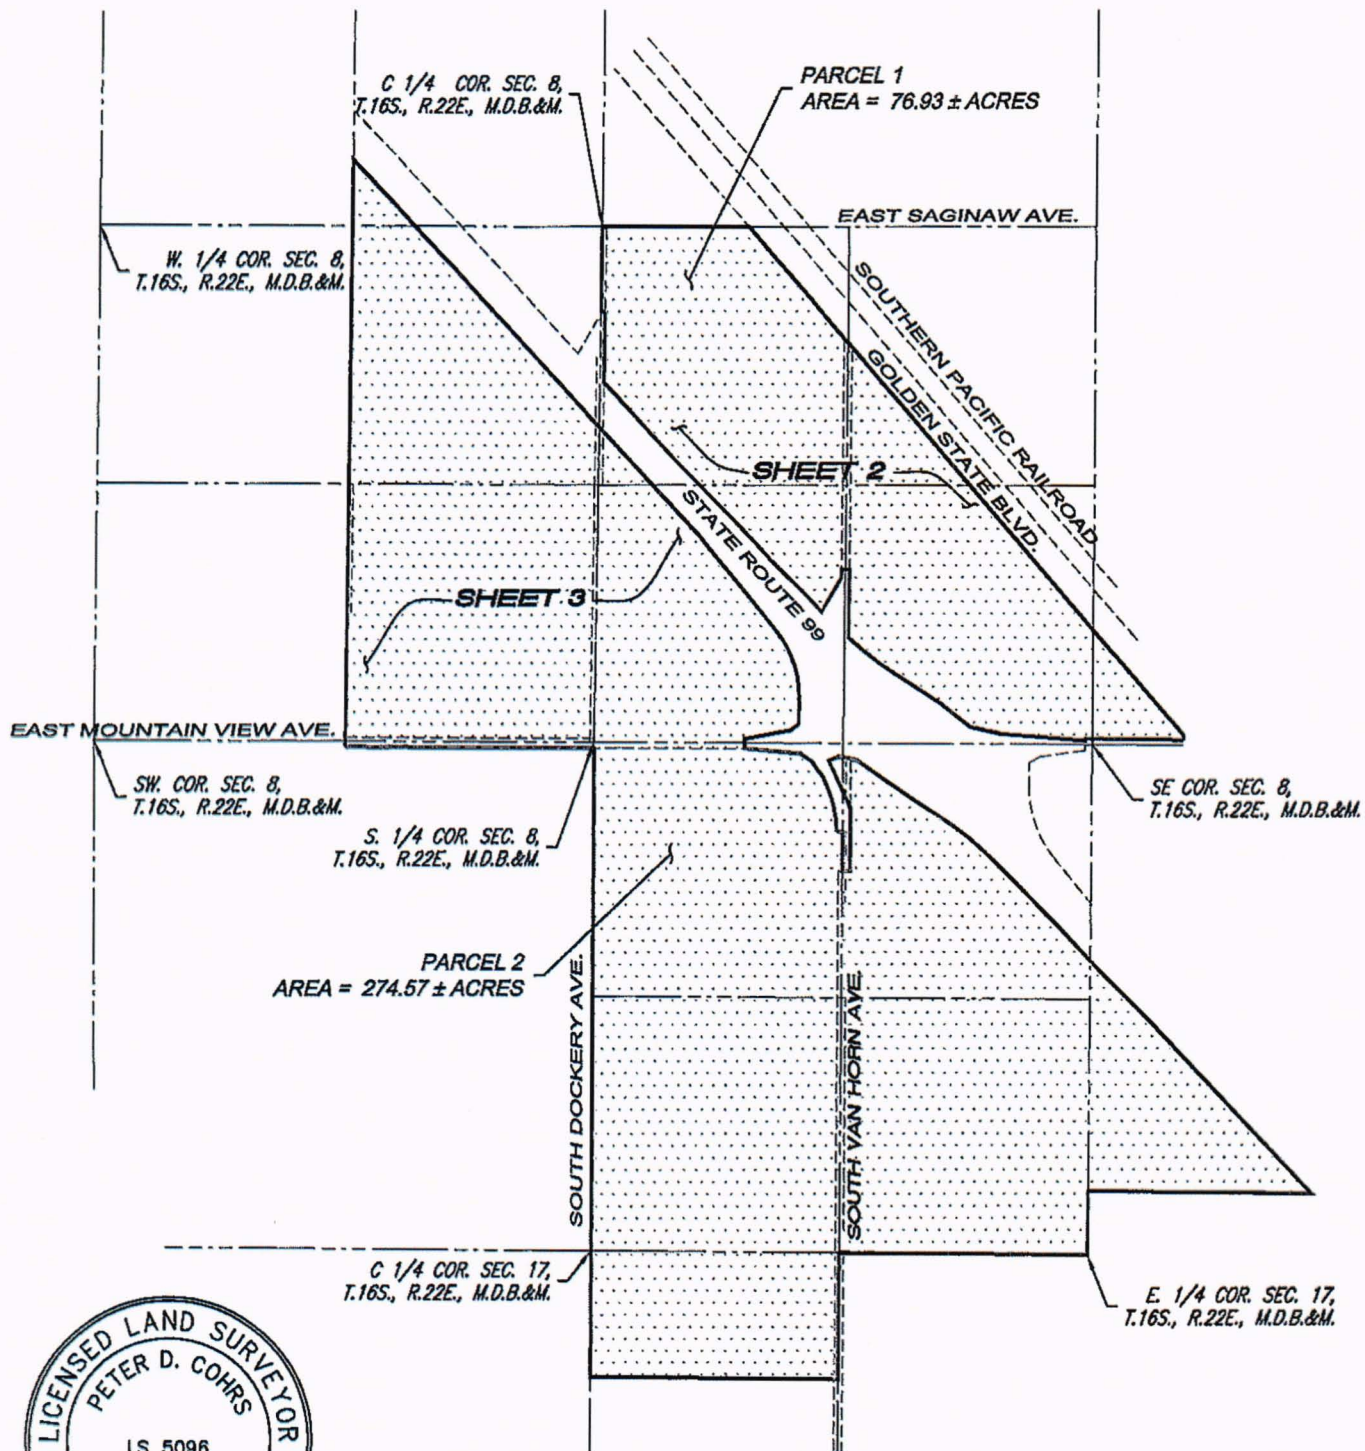 C 1/4 COR. SEC. 8,
T.16S., R.22E., M.D.B.&M.
PARCEL 1
AREA = 76.93 ± ACRES
EAST SAGINAW AVE.
W. 1/4 COR. SEC. 8,
T.16S., R.22E., M.D.B.&M.
SOUTHERN PACIFIC RAILROAD
GOLDEN STATE BLVD.
SHEET 2
STATE ROUTE 99
SHEET 3
EAST MOUNTAIN VIEW AVE.
SW. COR. SEC. 8,
T.16S., R.22E., M.D.B.&M.
SE COR. SEC. 8,
T.16S., R.22E., M.D.B.&M.
S. 1/4 COR. SEC. 8,
T.16S., R.22E., M.D.B.&M.
PARCEL 2
AREA = 274.57 ± ACRES
SOUTH DOCKERY AVE.
SOUTH VAN HORN AVE.
C 1/4 COR. SEC. 17,
T.16S., R.22E., M.D.B.&M.
E. 1/4 COR. SEC. 17,
T.16S., R.22E., M.D.B.&M.
LICENSED LAND SURVEYOR
PETER D. COHRS
LS 5096